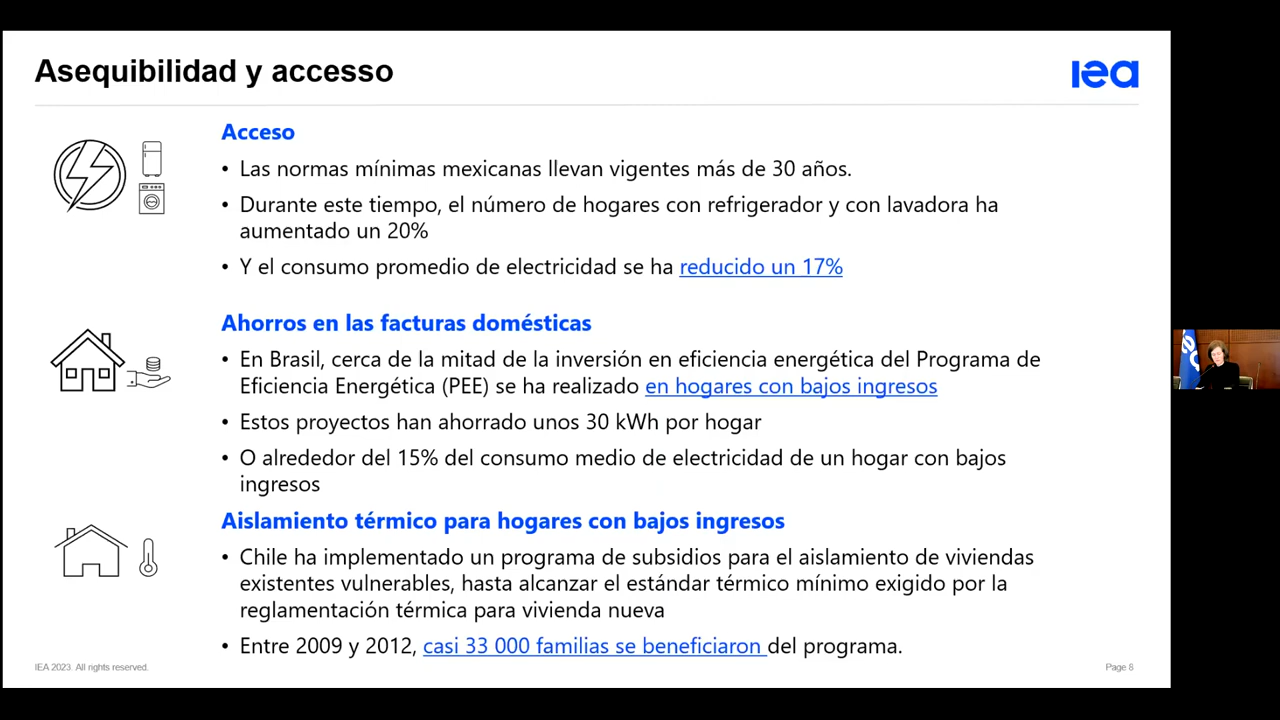 Asequibilidad y accesso
iea
Acceso
• Las normas mínimas mexicanas llevan vigentes más de 30 años.
• Durante este tiempo, el número de hogares con refrigerador y con lavadora ha
aumentado un 20%
• Y el consumo promedio de electricidad se ha reducido un 17%
Ahorros en las facturas domésticas
• En Brasil, cerca de la mitad de la inversión en eficiencia energética del Programa de
Eficiencia Energética (PEE) se ha realizado en hogares con bajos ingresos
• Estos proyectos han ahorrado unos 30 kWh por hogar
• O alrededor del 15% del consumo medio de electricidad de un hogar con bajos
ingresos
Aislamiento térmico para hogares con bajos ingresos
• Chile ha implementado un programa de subsidios para el aislamiento de viviendas
existentes vulnerables, hasta alcanzar el estándar térmico mínimo exigido por la
reglamentación térmica para vivienda nueva
• Entre 2009 y 2012, casi 33 000 familias se beneficiaron del programa.
IEA 2023. All rights reserved.
Page 8